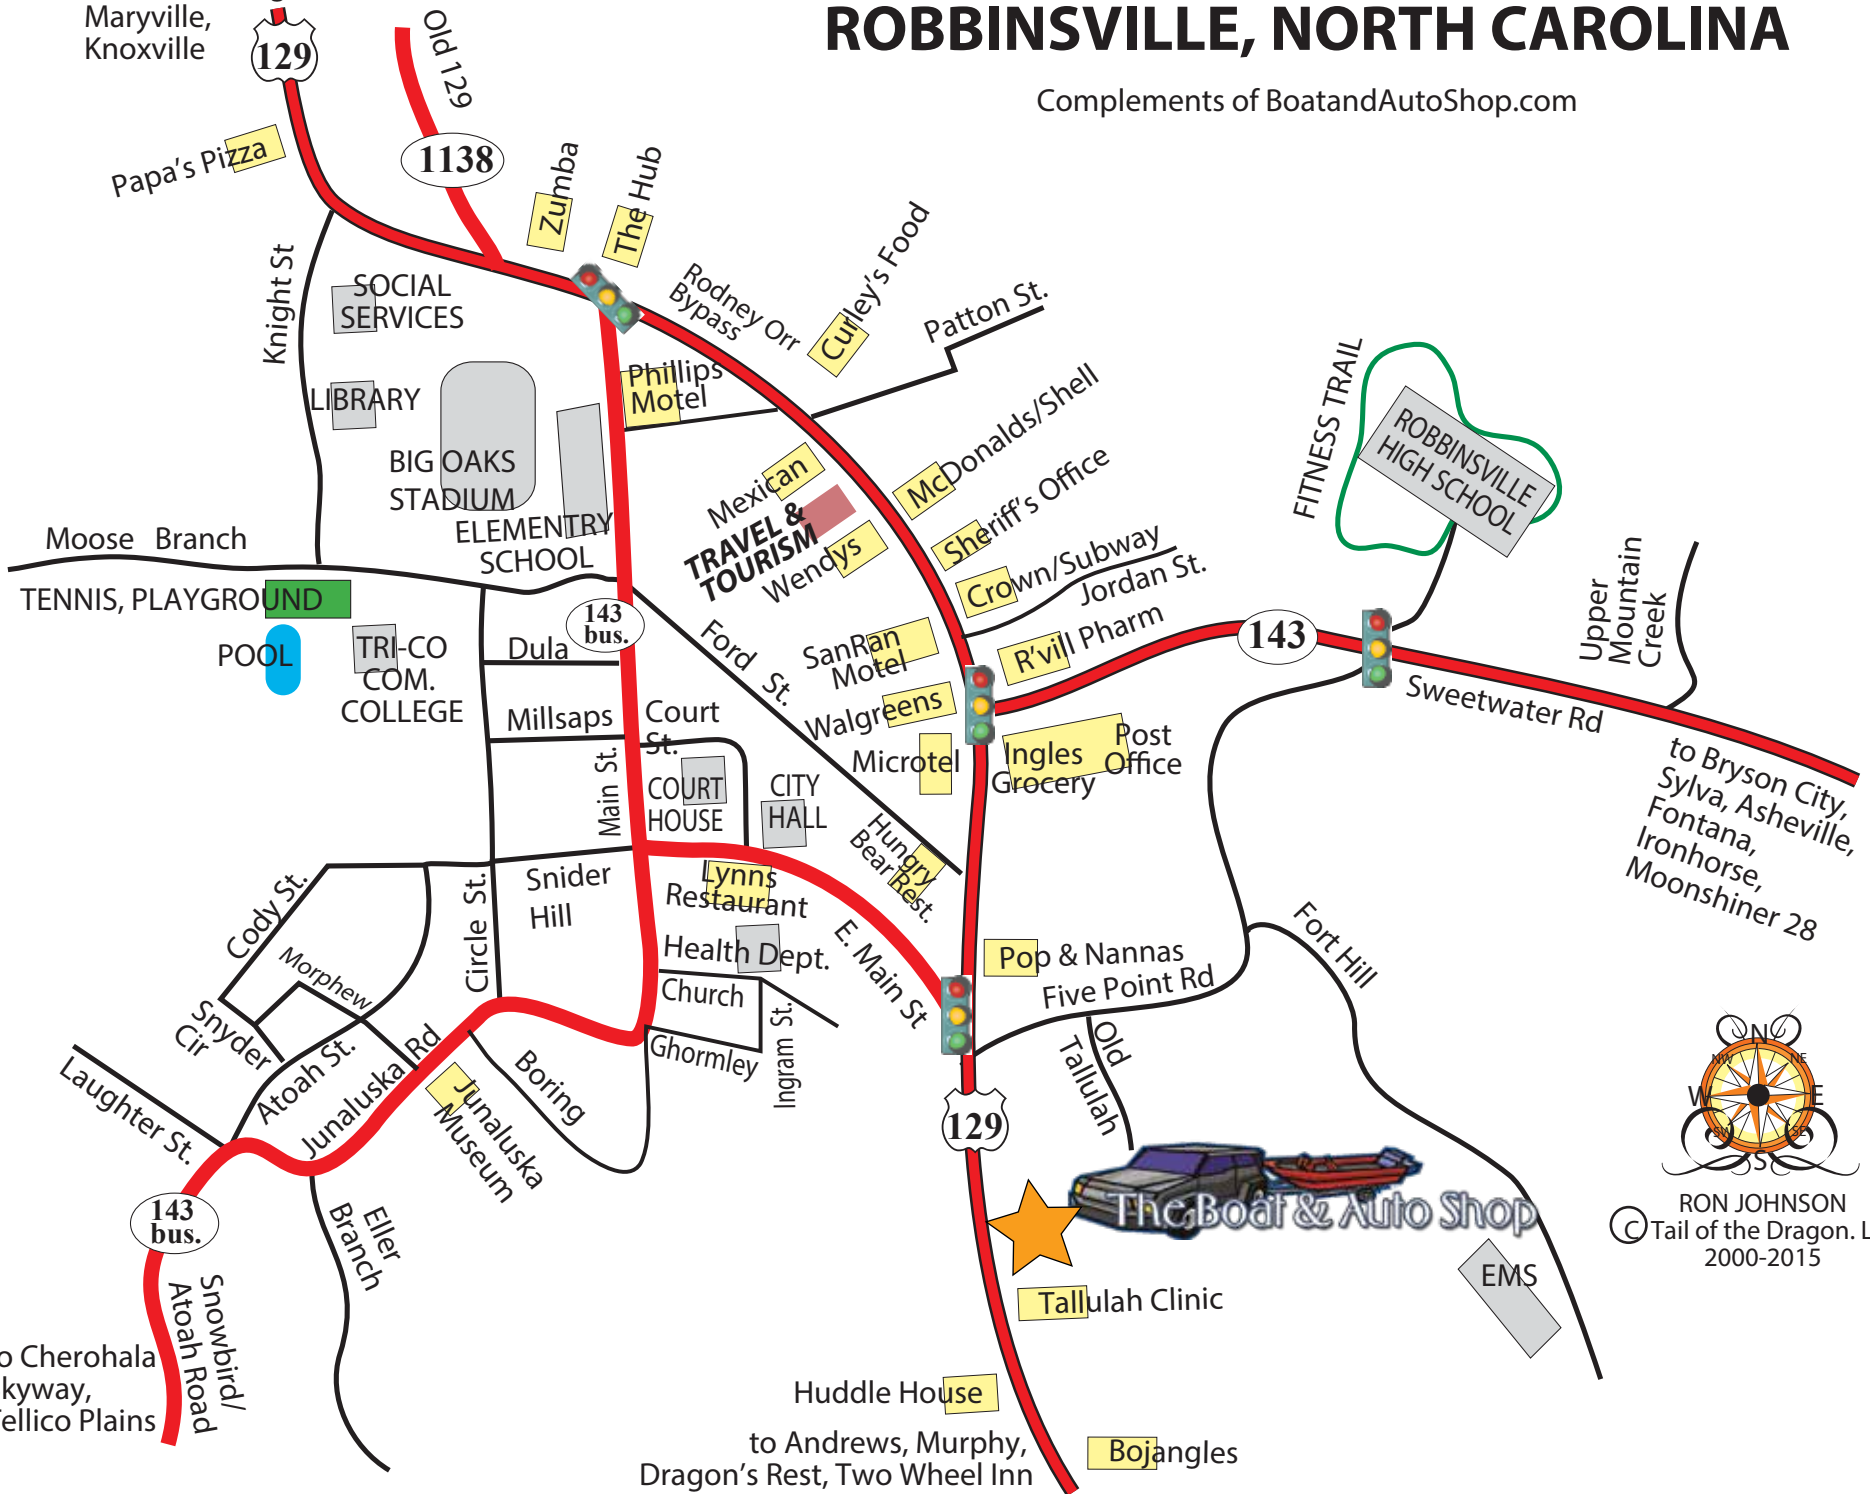 ROBBINSVILLE, NORTH CAROLINA
Complements of BoatandAutoShop.com
Maryville,
Knoxville
129
Old 129
1138
Papa's Pizza
Zumba
The Hub
Knight St
SOCIAL
SERVICES
Rodney Orr
Bypass
Curley's Food
Patton St.
LIBRARY
Phillips
Motel
BIG OAKS
STADIUM
ELEMENTRY
SCHOOL
Mexican
TRAVEL &
TOURISM
Wendys
McDonalds/Shell
Sheriff's Office
Crown/Subway
Jordan St.
FITNESS TRAIL
ROBBINSVILLE
HIGH SCHOOL
Moose Branch
TENNIS, PLAYGROUND
POOL
TRI-CO
COM.
COLLEGE
143
bus.
Dula
Ford St.
SanRan
Motel
R'vill Pharm
143
Upper
Mountain
Creek
Sweetwater Rd
Millsaps
Court
St.
Walgreens
Microtel
Ingles
Grocery
Post
Office
to Bryson City,
Sylva, Asheville,
Fontana,
Ironhorse,
Moonshiner 28
Main St.
COURT
HOUSE
CITY
HALL
Hungry
Bear Rest.
Cody St.
Circle St.
Snider
Hill
Lynns
Restaurant
Health Dept.
E. Main St
Pop & Nannas
Five Point Rd
Fort Hill
Morphew
Snyder
Cir
Church
Ghormley
Ingram St.
Old
Tallulah
Laughter St.
Atoah St.
Junaluska Rd
Junaluska
Museum
Boring
129
N
NE
E
SE
S
SW
W
NW
The Boat & Auto Shop
RON JOHNSON
C Tail of the Dragon. L
2000-2015
143
bus.
Eller
Branch
EMS
Tallulah Clinic
Snowbird/
Atoah Road
o Cherohala
kyway,
ellico Plains
Huddle House
to Andrews, Murphy,
Dragon's Rest, Two Wheel Inn
Bojangles